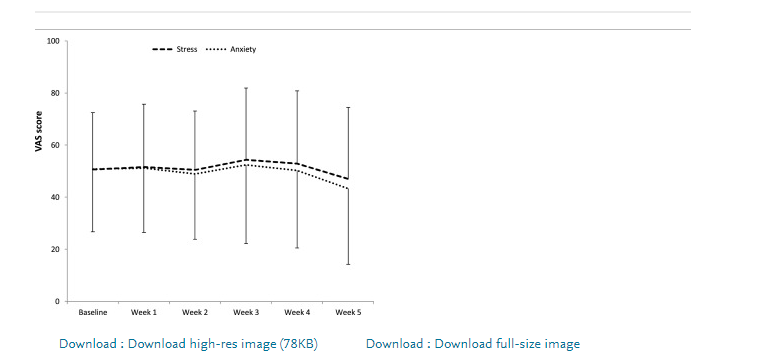 100
Stress Anxiety
80
VAS score
60
40
20
0
Baseline Week 1 Week 2 Week 3 Week 4 Week 5
Download : Download high-res image (78KB) Download : Download full-size image